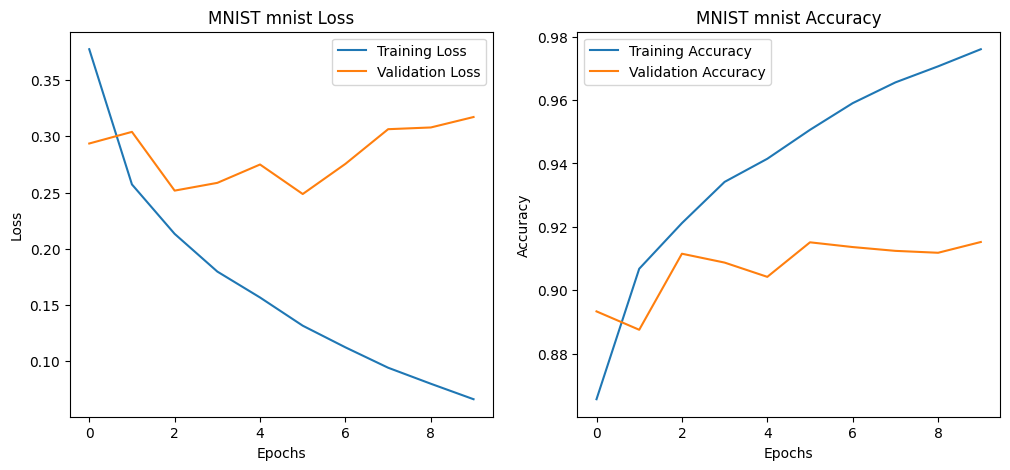 MNIST mnist Loss
Training Loss
Validation Loss
0.35
0.30
0.25
0.20
0.15
0.10
Loss
0 2 4 6 8
Epochs
MNIST mnist Accuracy
Training Accuracy
Validation Accuracy
0.98
0.96
0.94
0.92
0.90
0.88
Accuracy
0 2 4 6 8
Epochs